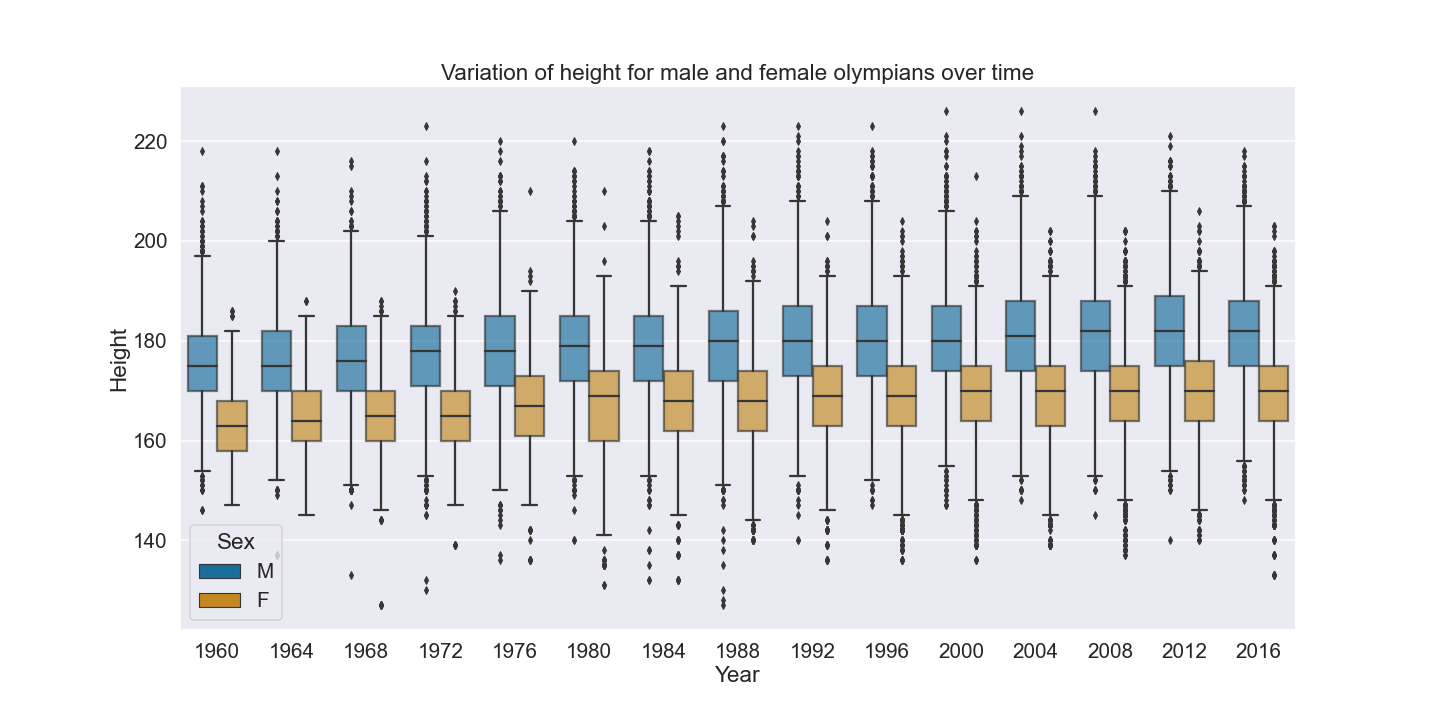 Variation of height for male and female olympians over time
220
200
180
160
140
Height
Sex
M
F
1960 1964 1968 1972 1976 1980 1984 1988 1992 1996 2000 2004 2008 2012 2016
Year